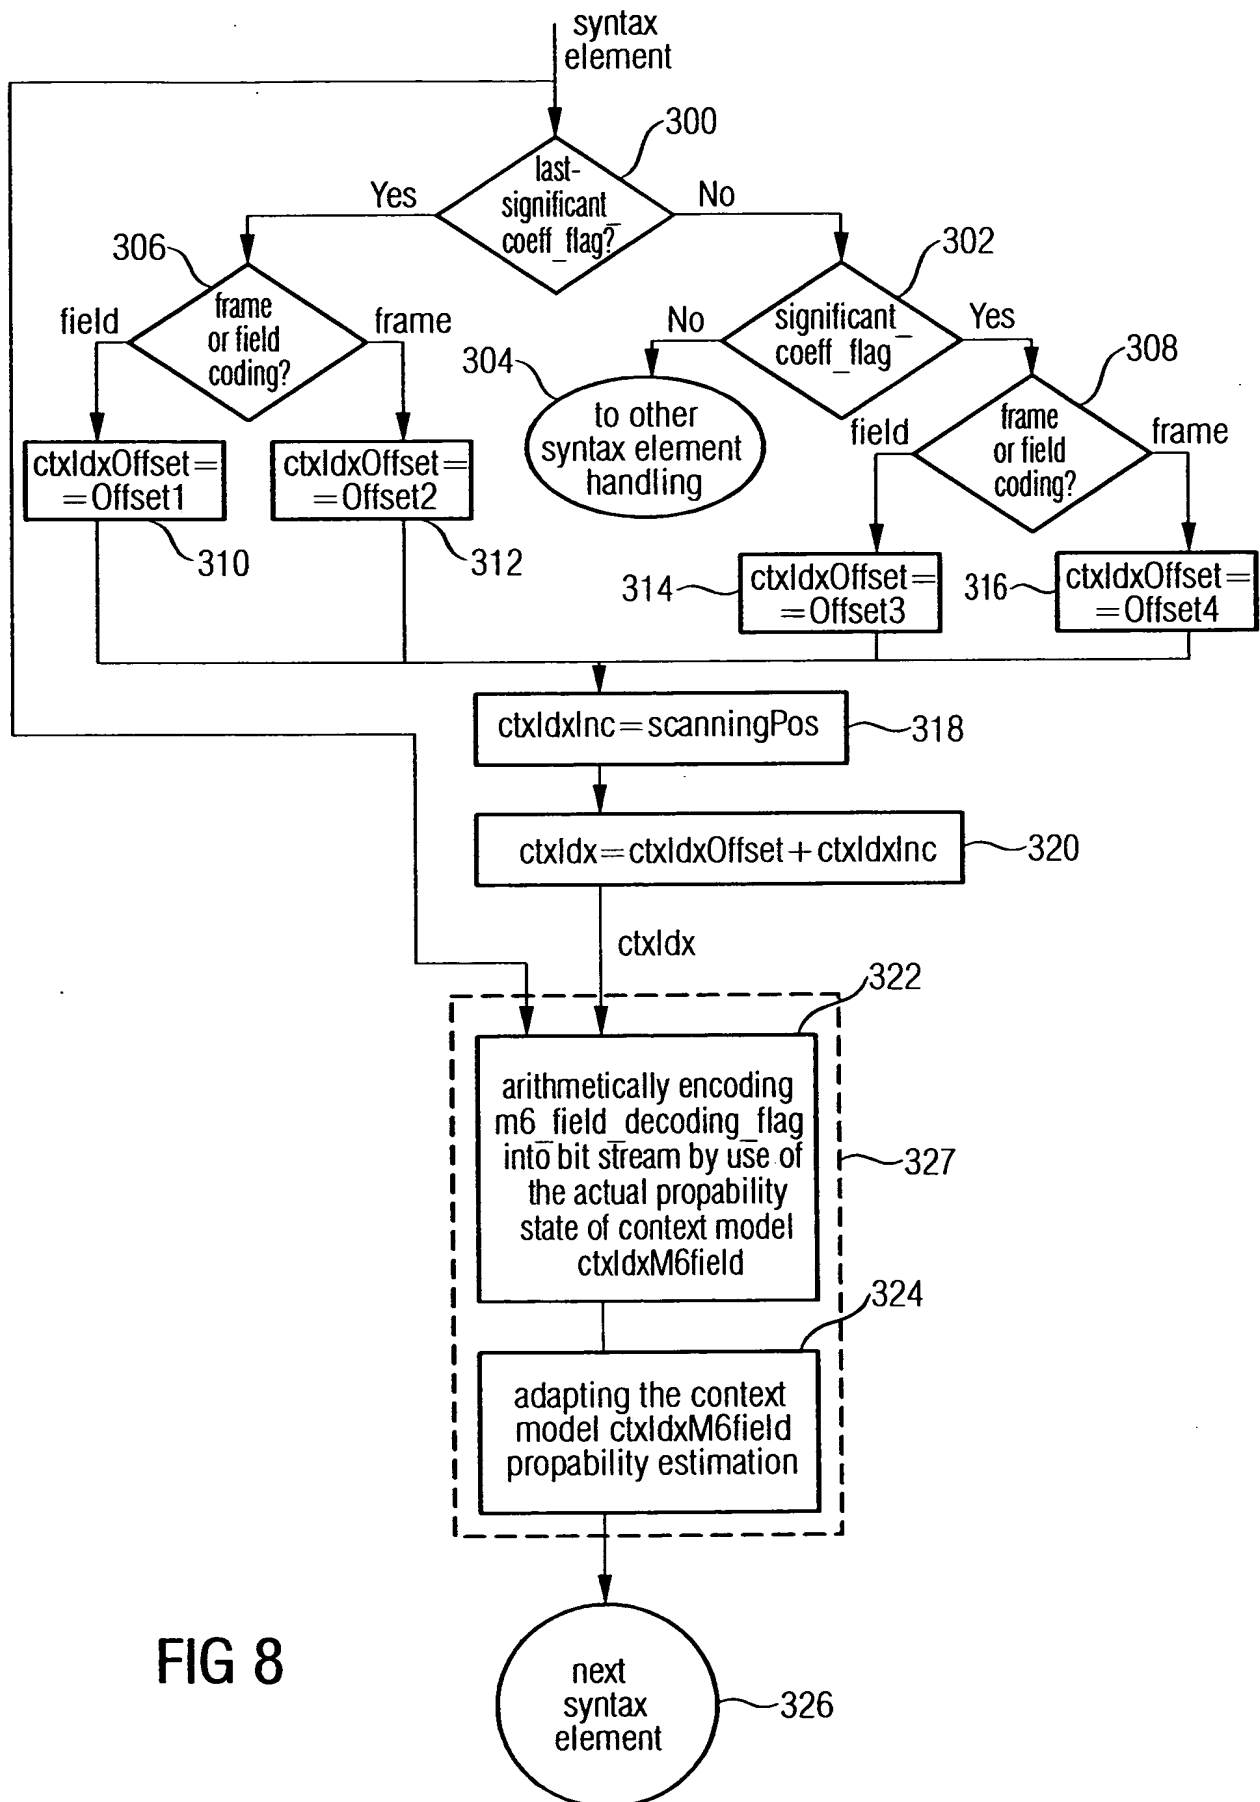 syntax
element
300
last-
significant_
coeff_flag?
Yes
No
306
302
frame
or field
coding?
field
frame
significant_
coeff_flag
No
Yes
304
308
to other
syntax element
handling
frame
or field
coding?
field
frame
ctxIdxOffset=
=Offset1
ctxIdxOffset=
=Offset2
310
312
314
ctxIdxOffset=
=Offset3
316
ctxIdxOffset=
=Offset4
ctxIdxInc=scanningPos
318
ctxIdx=ctxIdxOffset+ctxIdxInc
320
ctxIdx
322
arithmetically encoding
m6_field_decoding_flag
into bit stream by use of
the actual propability
state of context model
ctxIdxM6field
327
324
adapting the context
model ctxIdxM6field
propability estimation
FIG 8
next
syntax
element
326